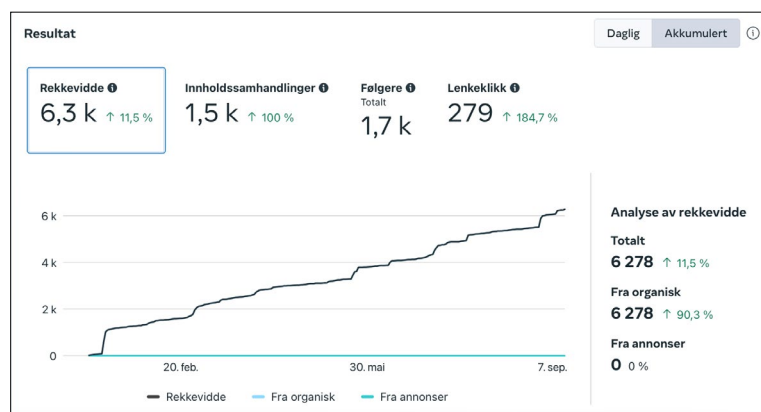 Resultat
Daglig Akkumulert
Rekkevidde Innholdssamhandlinger Følgere Lenkeklikk
Totalt
6,3 k ↑ 11,5 % 1,5 k ↑ 100 % 1,7 k 279 ↑ 184,7 %
6 k
4 k
2 k
0
20. feb. 30. mai 7. sep.
Rekkevidde Fra organisk Fra annonser
Analyse av rekkevidde
Totalt
6 278 ↑ 11,5 %
Fra organisk
6 278 ↑ 90,3 %
Fra annonser
0 0 %